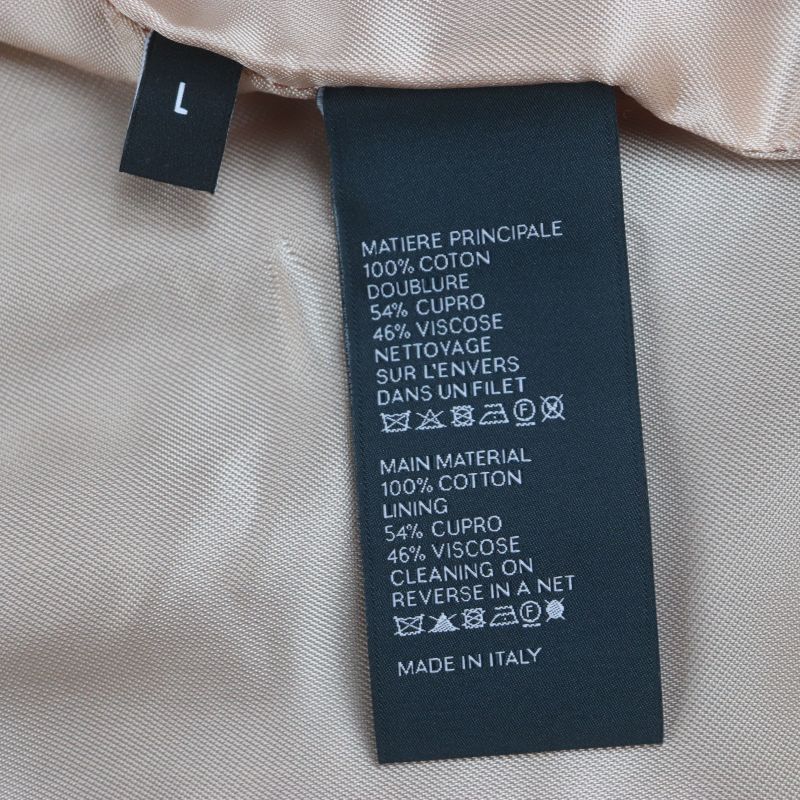 L
MATIERE PRINCIPALE
100% COTON
DOUBLURE
54% CUPRO
46% VISCOSE
NETTOYAGE
SUR L'ENVERS
DANS UN FILET
F
MAIN MATERIAL
100% COTTON
LINING
54% CUPRO
46% VISCOSE
CLEANING ON
REVERSE IN A NET
F
MADE IN ITALY